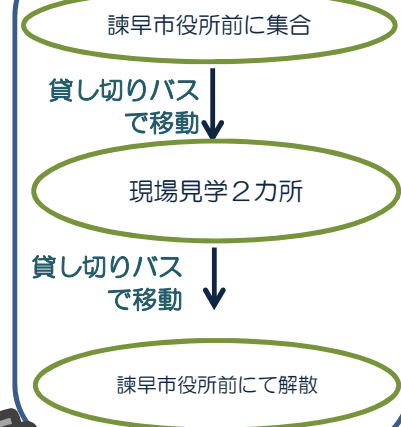 諫早市役所前に集合
貸し切りバス
で移動
現場見学２カ所
貸し切りバス
で移動
諫早市役所前にて解散